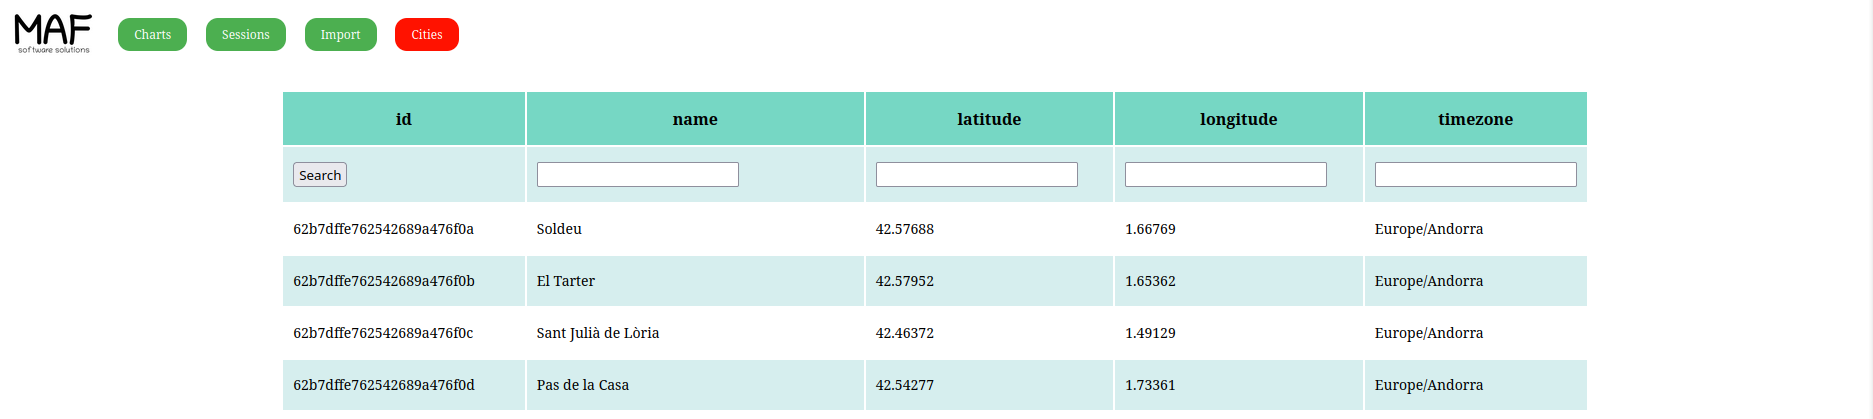 MAF
software solutions
Charts Sessions Import Cities
id name latitude longitude timezone
Search
62b7dffe762542689a476f0a Soldeu 42.57688 1.66769 Europe/Andorra
62b7dffe762542689a476f0b El Tarter 42.57952 1.65362 Europe/Andorra
62b7dffe762542689a476f0c Sant Julià de Lòria 42.46372 1.49129 Europe/Andorra
62b7dffe762542689a476f0d Pas de la Casa 42.54277 1.73361 Europe/Andorra